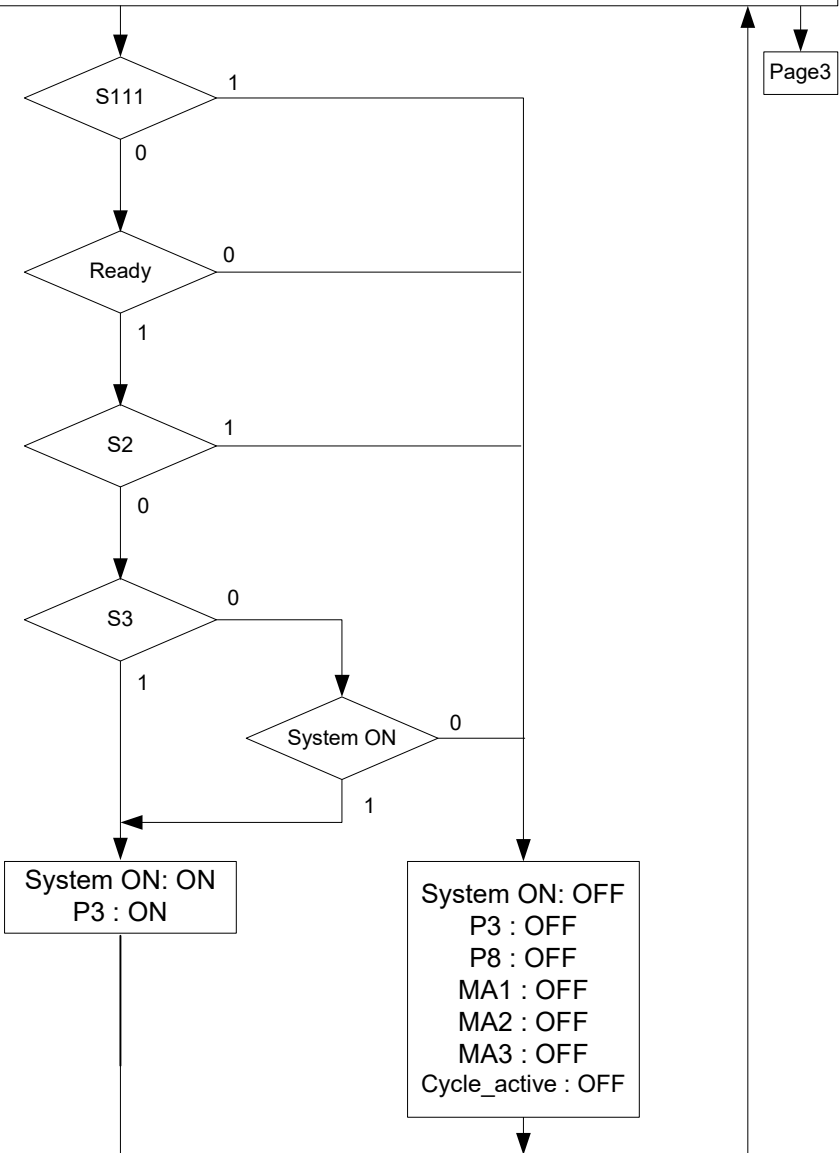 Page3
S111
1
0
Ready
0
1
S2
1
0
S3
0
1
System ON
0
1
System ON: ON
P3 : ON
System ON: OFF
P3 : OFF
P8 : OFF
MA1 : OFF
MA2 : OFF
MA3 : OFF
Cycle_active : OFF